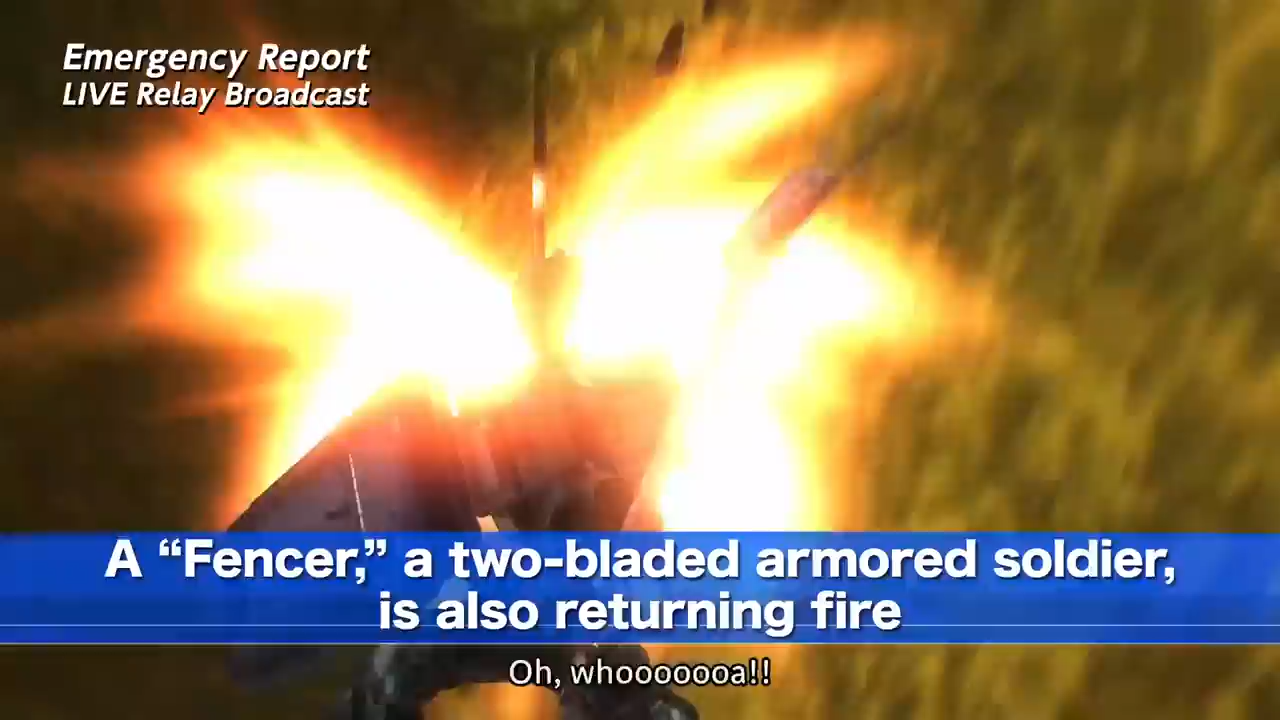 Emergency Report
LIVE Relay Broadcast
A “Fencer,” a two-bladed armored soldier,
is also returning fire
Oh, whooooooa!!